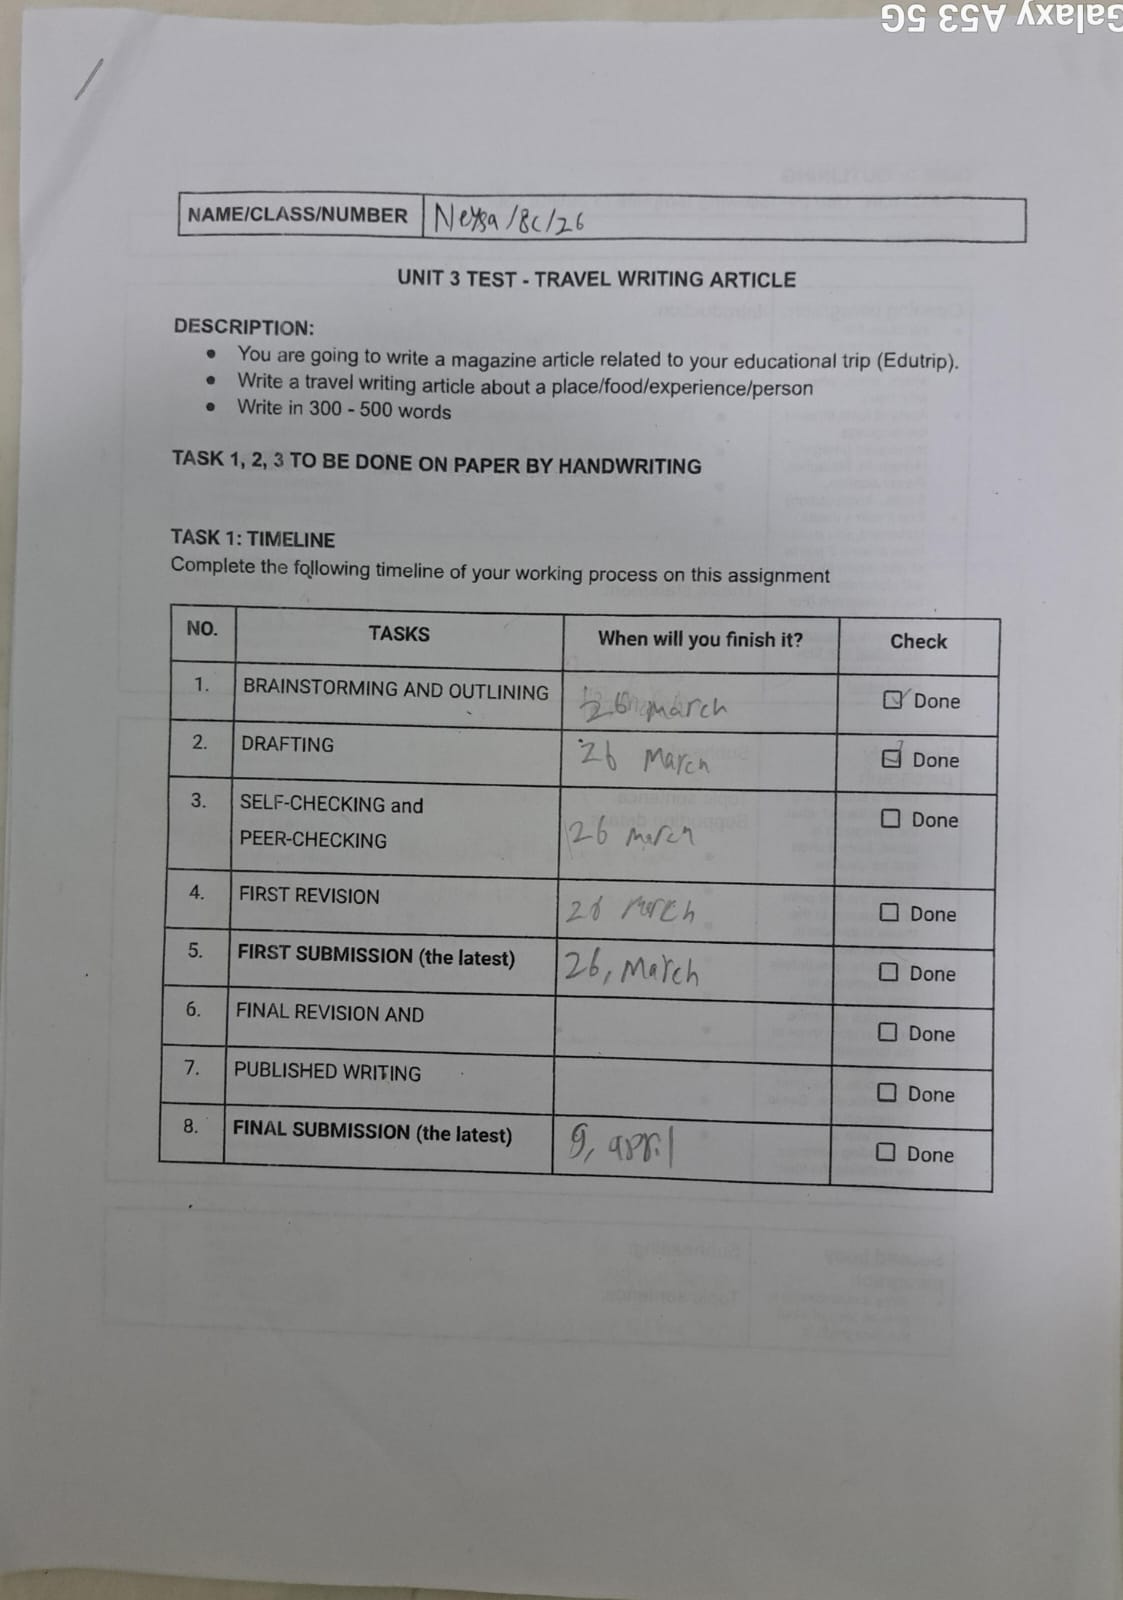 Galaxy A53 5G
NAME/CLASS/NUMBER Neysa/8C/26
UNIT 3 TEST - TRAVEL WRITING ARTICLE
DESCRIPTION:
• You are going to write a magazine article related to your educational trip (Edutrip).
• Write a travel writing article about a place/food/experience/person
• Write in 300 - 500 words
TASK 1, 2, 3 TO BE DONE ON PAPER BY HANDWRITING
TASK 1: TIMELINE
Complete the following timeline of your working process on this assignment
NO. TASKS When will you finish it? Check
1. BRAINSTORMING AND OUTLINING 26 march Done
2. DRAFTING 26 March Done
3. SELF-CHECKING and
PEER-CHECKING 26 march Done
4. FIRST REVISION March Done
5. FIRST SUBMISSION (the latest) 26, March Done
6. FINAL REVISION AND Done
7. PUBLISHED WRITING Done
8. FINAL SUBMISSION (the latest) 9, april Done